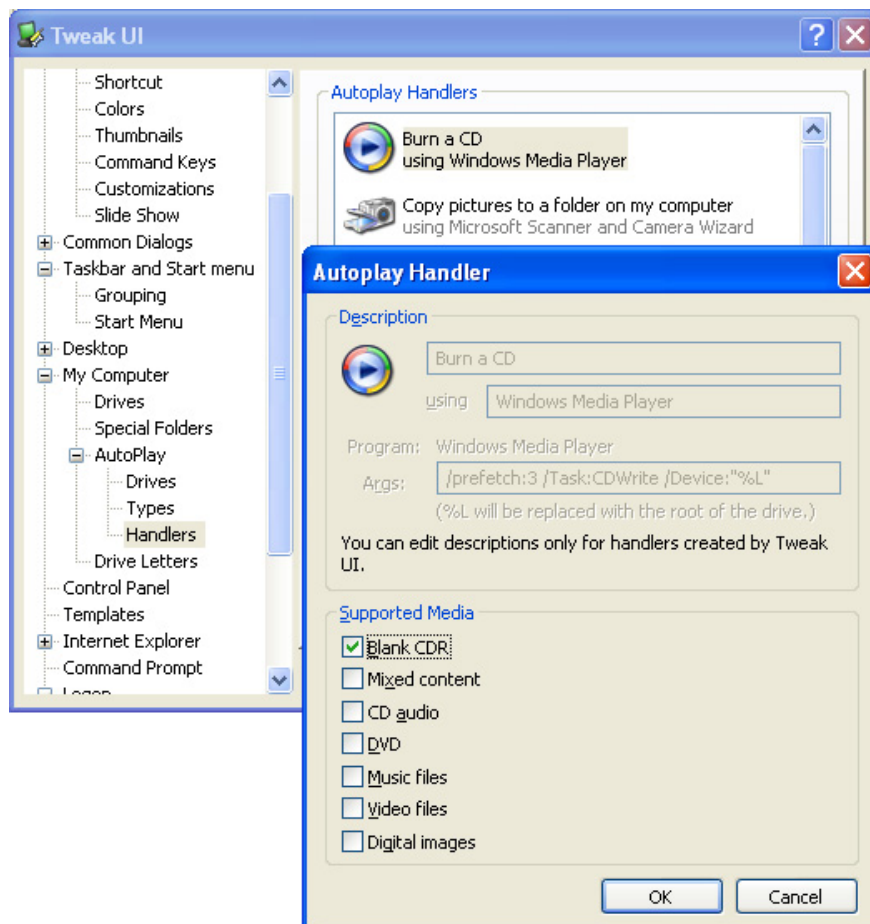 Tweak UI
Shortcut
Colors
Thumbnails
Command Keys
Customizations
Slide Show
Common Dialogs
Taskbar and Start menu
Grouping
Start Menu
Desktop
My Computer
Drives
Special Folders
AutoPlay
Drives
Types
Handlers
Drive Letters
Control Panel
Templates
Internet Explorer
Command Prompt
Autoplay Handlers
Burn a CD
using Windows Media Player
Copy pictures to a folder on my computer
using Microsoft Scanner and Camera Wizard
Autoplay Handler
Description
Burn a CD
using Windows Media Player
Program: Windows Media Player
Args: /prefetch:3 /Task:CDWrite /Device:"%L"
(%L will be replaced with the root of the drive.)
You can edit descriptions only for handlers created by Tweak
UI.
Supported Media
Blank CDR
Mixed content
CD audio
DVD
Music files
Video files
Digital images
OK Cancel